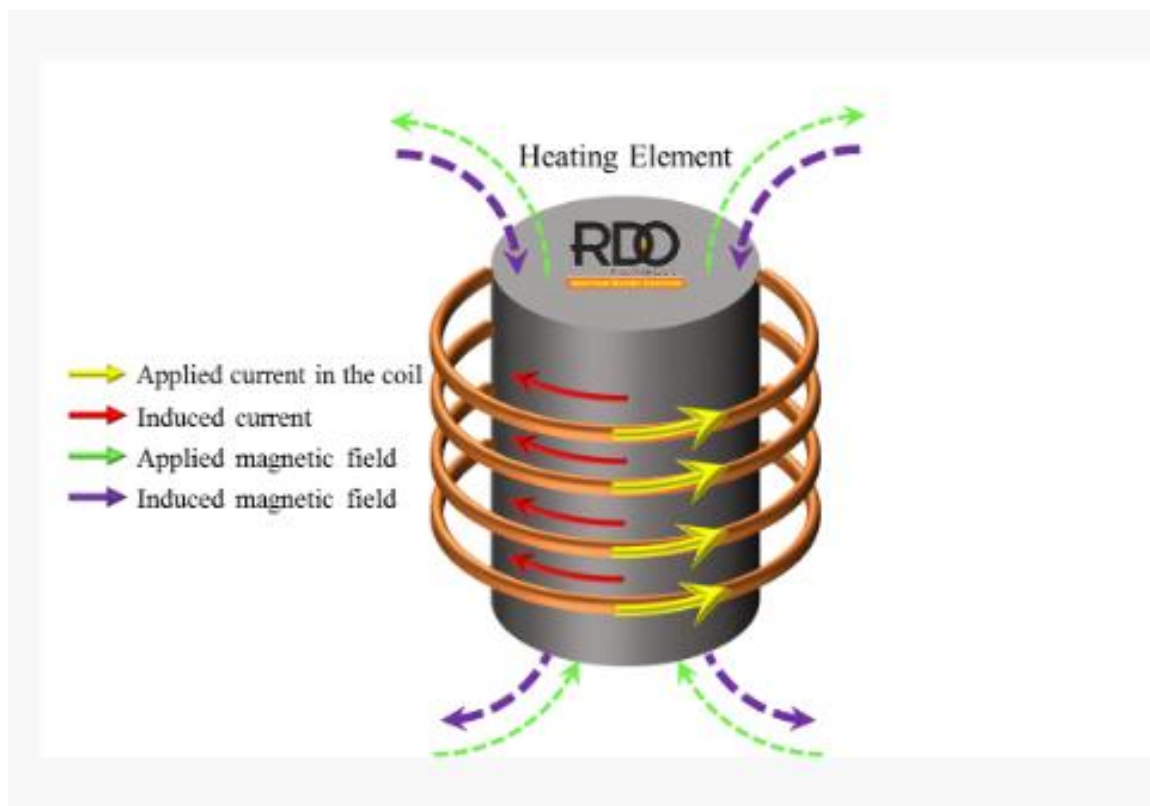 Heating Element
RDO
Applied current in the coil
Induced current
Applied magnetic field
Induced magnetic field